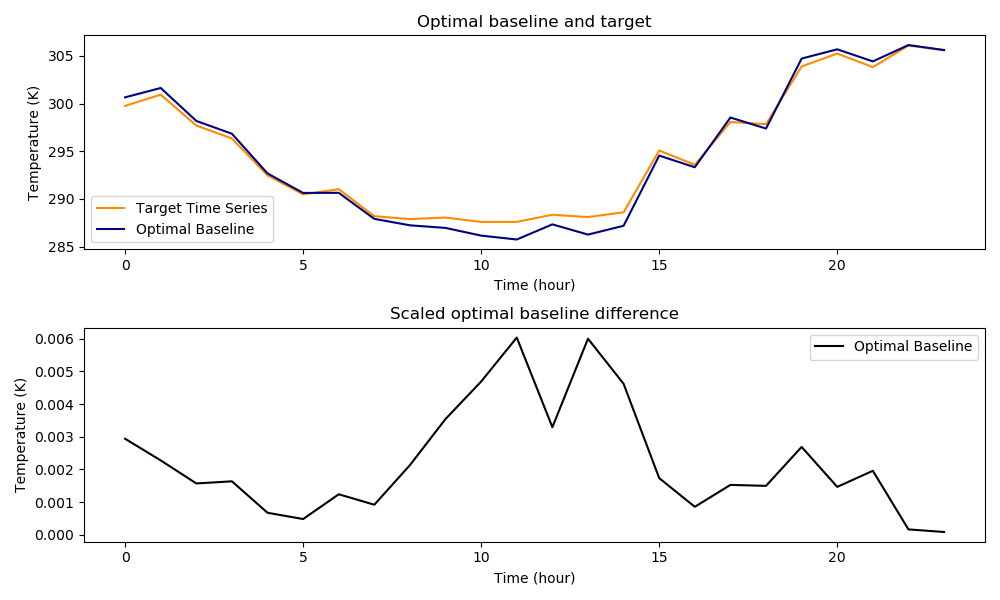 Optimal baseline and target
Temperature (K)
305
300
295
290
285
Target Time Series
Optimal Baseline
0 5 10 15 20
Time (hour)
Scaled optimal baseline difference
Temperature (K)
0.006
0.005
0.004
0.003
0.002
0.001
0.000
Optimal Baseline
0 5 10 15 20
Time (hour)